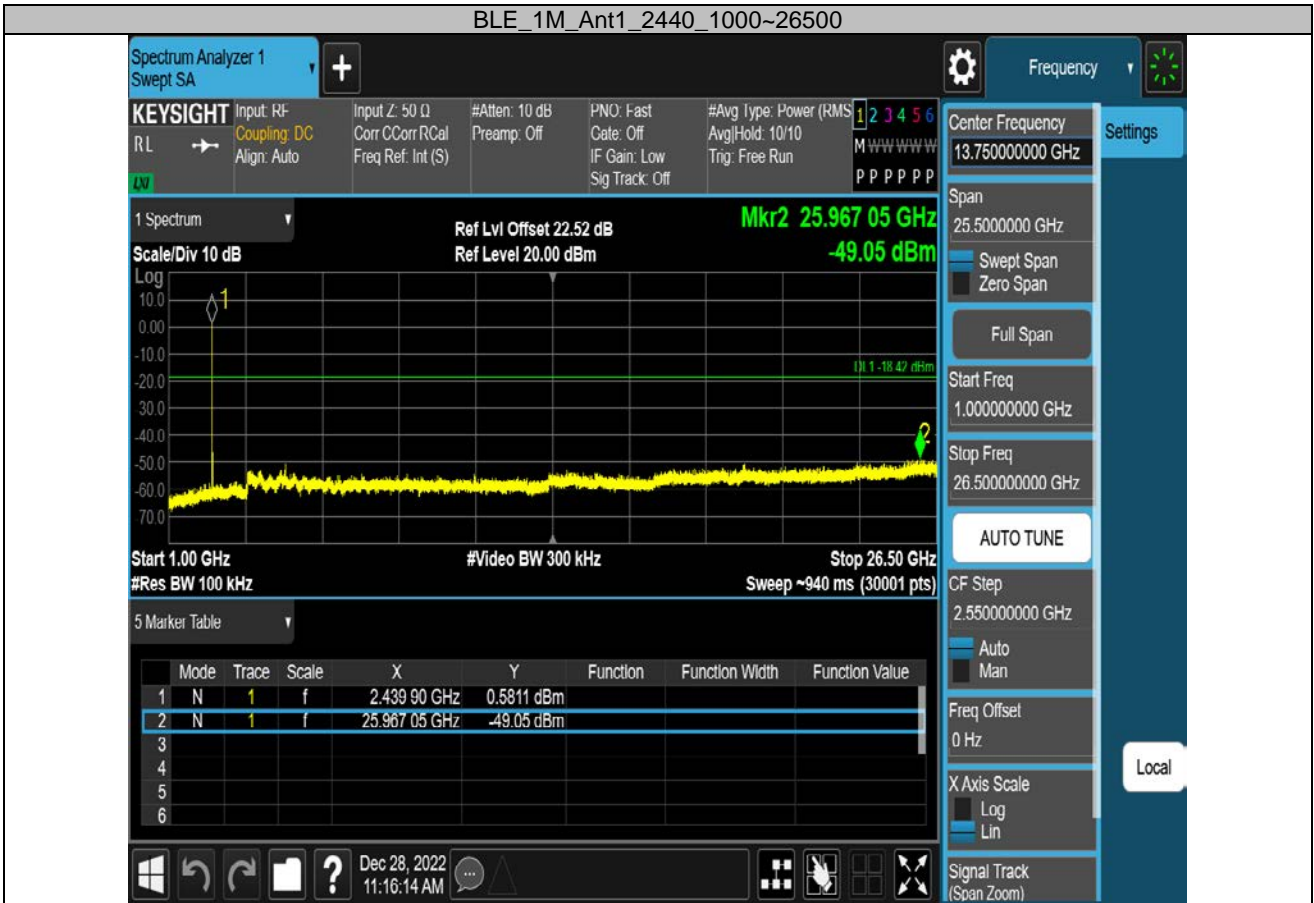 BLE_1M_Ant1_2440_1000~26500
Spectrum Analyzer 1
Swept SA
+
Frequency
KEYSIGHT
RL
LXI
Input: RF
Coupling: DC
Align: Auto
Input Z: 50 Ω
Corr CCorr RCal
Freq Ref: Int (S)
#Atten: 10 dB
Preamp: Off
PNO: Fast
Gate: Off
IF Gain: Low
Sig Track: Off
#Avg Type: Power (RMS
Avg|Hold: 10/10
Trig: Free Run
1 2 3 4 5 6
M W W W W W
P P P P P P
1 Spectrum
Scale/Div 10 dB
Log
Ref Lvl Offset 22.52 dB
Ref Level 20.00 dBm
Mkr2 25.967 05 GHz
-49.05 dBm
10.0
0.00
-10.0
-20.0
-30.0
-40.0
-50.0
-60.0
-70.0
1
DL1 -18.42 dBm
2
Start 1.00 GHz
#Video BW 300 kHz
Stop 26.50 GHz
#Res BW 100 kHz
Sweep ~940 ms (30001 pts)
5 Marker Table
Mode Trace Scale X Y Function Function Width Function Value
1 N 1 f 2.439 90 GHz 0.5811 dBm
2 N 1 f 25.967 05 GHz -49.05 dBm
3
4
5
6
Dec 28, 2022
11:16:14 AM
?
Center Frequency
13.750000000 GHz
Settings
Span
25.5000000 GHz
Swept Span
Zero Span
Full Span
Start Freq
1.000000000 GHz
Stop Freq
26.500000000 GHz
AUTO TUNE
CF Step
2.550000000 GHz
Auto
Man
Freq Offset
0 Hz
X Axis Scale
Log
Lin
Local
Signal Track
(Span Zoom)